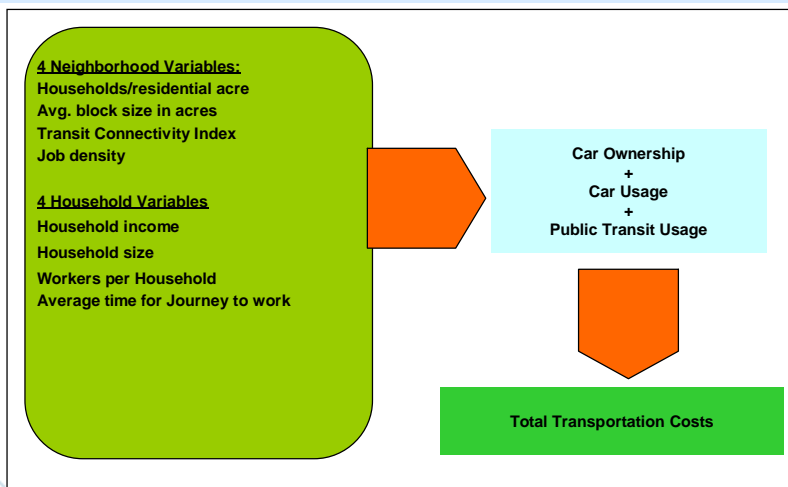 4 Neighborhood Variables:
Households/residential acre
Avg. block size in acres
Transit Connectivity Index
Job density
4 Household Variables
Household income
Household size
Workers per Household
Average time for Journey to work
Car Ownership
+
Car Usage
+
Public Transit Usage
Total Transportation Costs